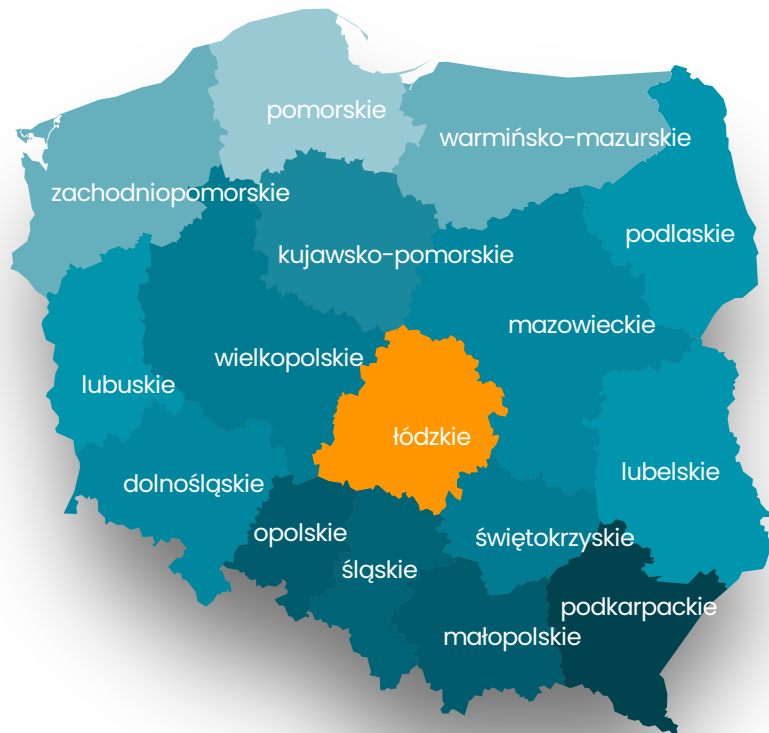 pomorskie
warmińsko-mazurskie
zachodniopomorskie
podlaskie
kujawsko-pomorskie
mazowieckie
wielkopolskie
lubuskie
łódzkie
lubelskie
dolnośląskie
opolskie
świętokrzyskie
śląskie
podkarpackie
małopolskie